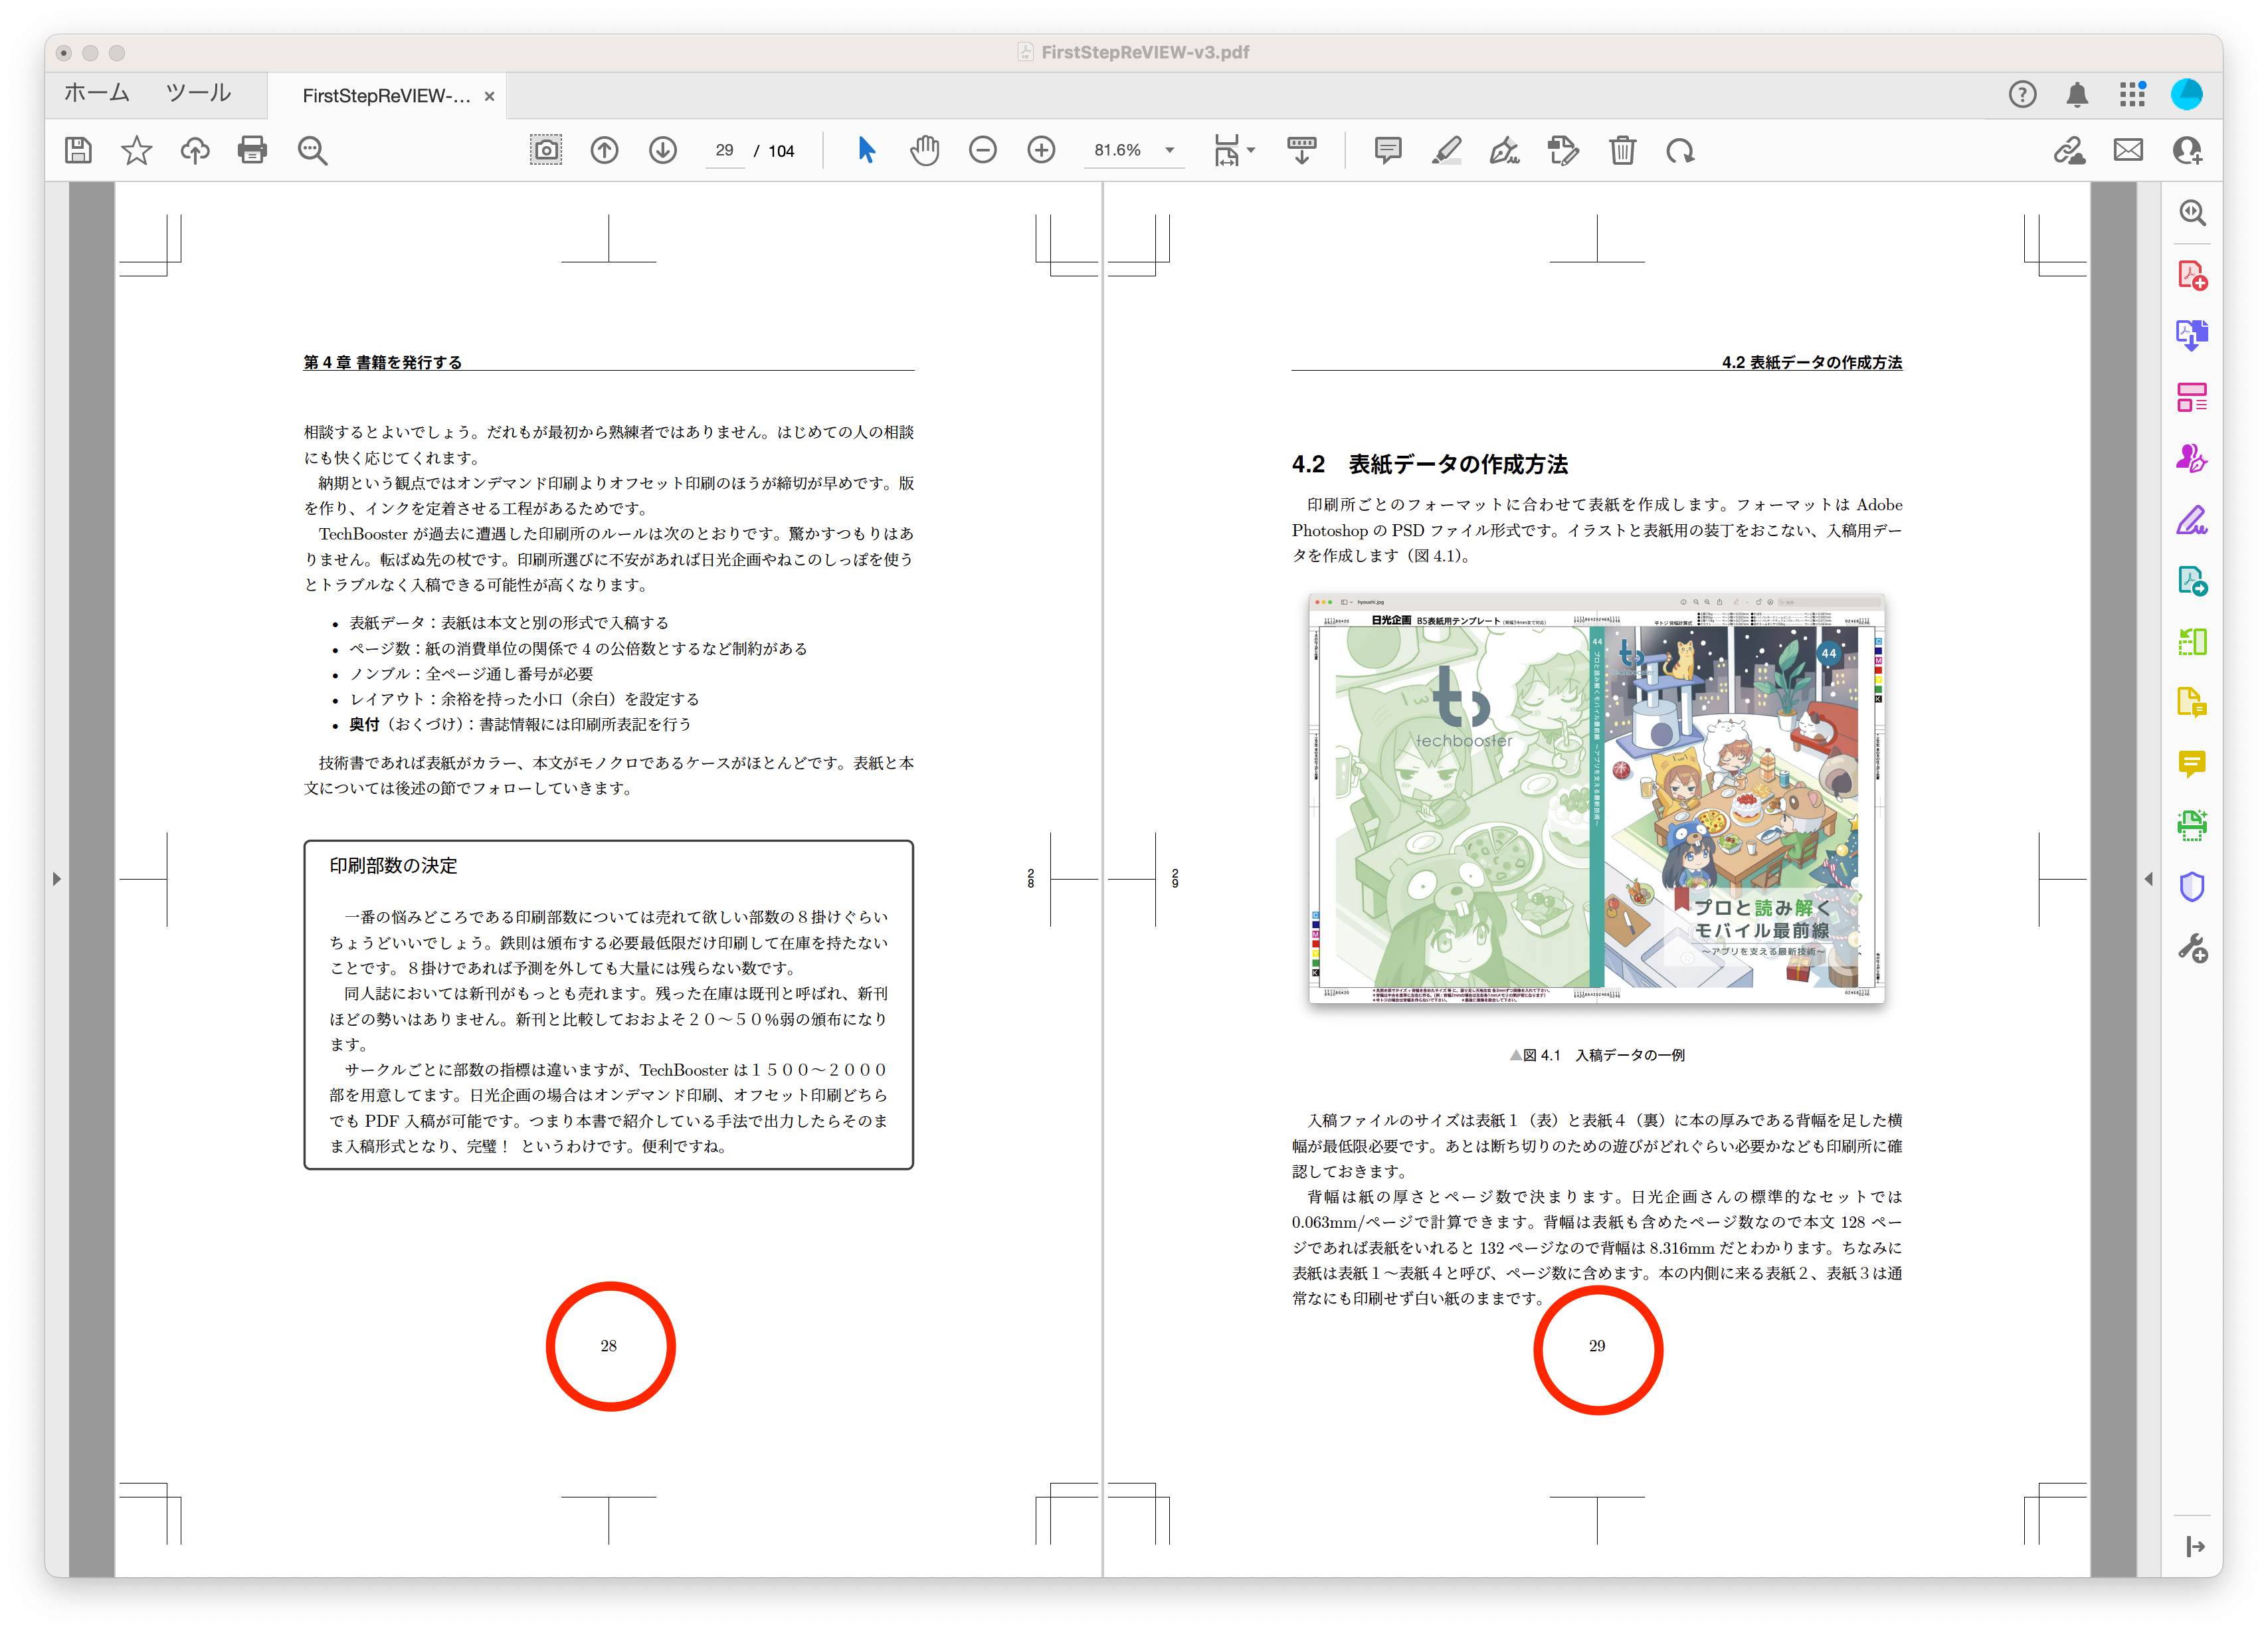 FirstStepReVIEW-v3.pdf
ホーム
ツール
FirstStepReVIEW-...
29 / 104
81.6%
第 4 章 書籍を発行する
相談するとよいでしょう。だれもが最初から熟練者ではありません。はじめての人の相談
にも快く応じてくれます。
納期という観点ではオンデマンド印刷よりオフセット印刷のほうが締切が早めです。版
を作り、インクを定着させる工程があるためです。
TechBooster が過去に遭遇した印刷所のルールは次のとおりです。驚かすつもりはあ
りません。転ばぬ先の杖です。印刷所選びに不安があれば日光企画やねこのしっぽを使う
とトラブルなく入稿できる可能性が高くなります。
• 表紙データ：表紙は本文と別の形式で入稿する
• ページ数：紙の消費単位の関係で 4 の公倍数とするなど制約がある
• ノンブル：全ページ通し番号が必要
• レイアウト：余裕を持った小口（余白）を設定する
• 奥付（おくづけ）：書誌情報には印刷所表記を行う
技術書であれば表紙がカラー、本文がモノクロであるケースがほとんどです。表紙と本
文については後述の節でフォローしていきます。
印刷部数の決定
一番の悩みどころである印刷部数については売れて欲しい部数の８掛けぐらい
ちょうどいいでしょう。鉄則は頒布する必要最低限だけ印刷して在庫を持たない
ことです。８掛けであれば予測を外しても大量には残らない数です。
同人誌においては新刊がもっとも売れます。残った在庫は既刊と呼ばれ、新刊
ほどの勢いはありません。新刊と比較しておおよそ２０～５０％弱の頒布になり
ます。
サークルごとに部数の指標は違いますが、TechBooster は１５００～２０００
部を用意してます。日光企画の場合はオンデマンド印刷、オフセット印刷どちら
でも PDF 入稿が可能です。つまり本書で紹介している手法で出力したらそのま
ま入稿形式となり、完璧！ というわけです。便利ですね。
28
28
4.2 表紙データの作成方法
4.2 表紙データの作成方法
印刷所ごとのフォーマットに合わせて表紙を作成します。フォーマットは Adobe
Photoshop の PSD ファイル形式です。イラストと表紙用の装丁をおこない、入稿用デー
タを作成します（図 4.1）。
hyoushi.jpg
日光企画 B5表紙用テンプレート
techbooster
44
プロと読み解くモバイル最前線 ～アプリを支える最新技術～
44
プロと読み解く
モバイル最前線
～アプリを支える最新技術～
▲図 4.1 入稿データの一例
入稿ファイルのサイズは表紙１（表）と表紙４（裏）に本の厚みである背幅を足した横
幅が最低限必要です。あとは断ち切りのための遊びがどれぐらい必要かなども印刷所に確
認しておきます。
背幅は紙の厚さとページ数で決まります。日光企画さんの標準的なセットでは
0.063mm/ページで計算できます。背幅は表紙も含めたページ数なので本文 128 ペー
ジであれば表紙をいれると 132 ページなので背幅は 8.316mm だとわかります。ちなみに
表紙は表紙１～表紙４と呼び、ページ数に含めます。本の内側に来る表紙２、表紙３は通
常なにも印刷せず白い紙のままです。
29
29